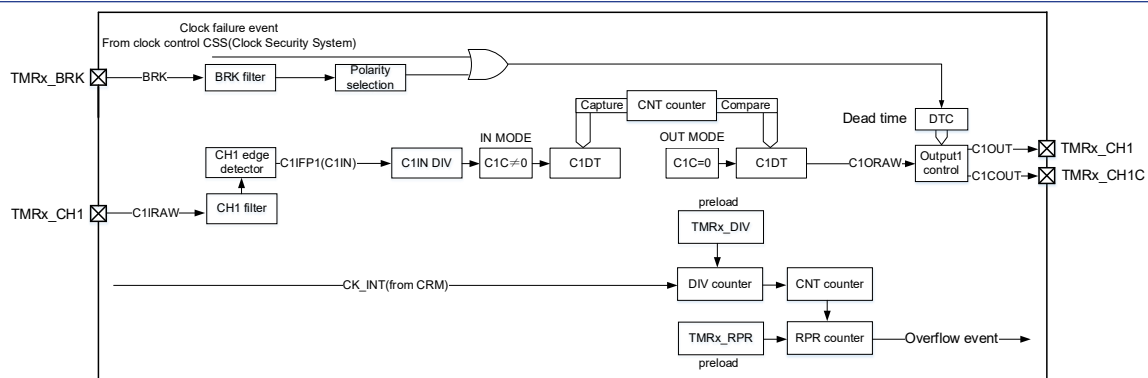 Clock failure event
From clock control CSS(Clock Security System)
TMRx_BRK
BRK
BRK filter
Polarity
selection
Capture
CNT counter
Compare
Dead time
DTC
IN MODE
OUT MODE
CH1 edge
detector
C1IFP1(C1IN)
C1IN DIV
C1C≠0
C1DT
C1C=0
C1DT
C1ORAW
Output1
control
C1OUT
TMRx_CH1
C1COUT
TMRx_CH1C
TMRx_CH1
C1IRAW
CH1 filter
preload
TMRx_DIV
CK_INT(from CRM)
DIV counter
CNT counter
TMRx_RPR
RPR counter
Overflow event
preload